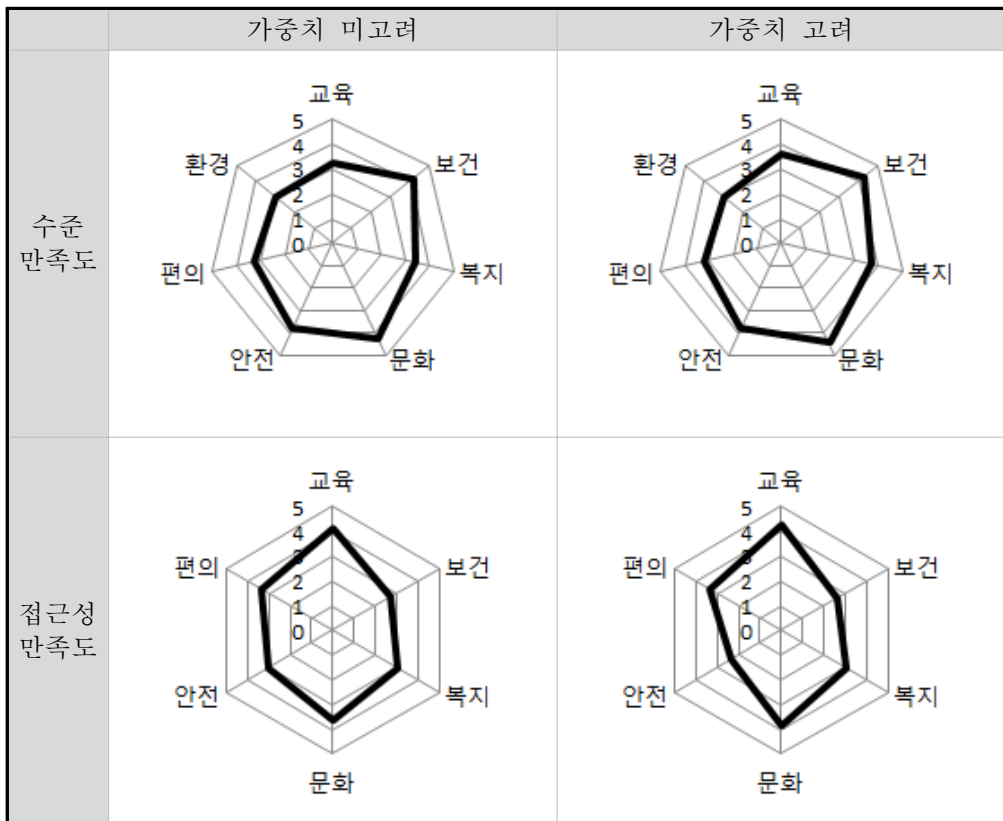 가중치 미고려 가중치 고려
수준
만족도
교육
5
4
3
2
1
0
환경 보건
편의 복지
안전 문화
교육
5
4
3
2
1
0
환경 보건
편의 복지
안전 문화
접근성
만족도
교육
5
4
3
2
1
0
편의 보건
안전 복지
문화
교육
5
4
3
2
1
0
편의 보건
안전 복지
문화